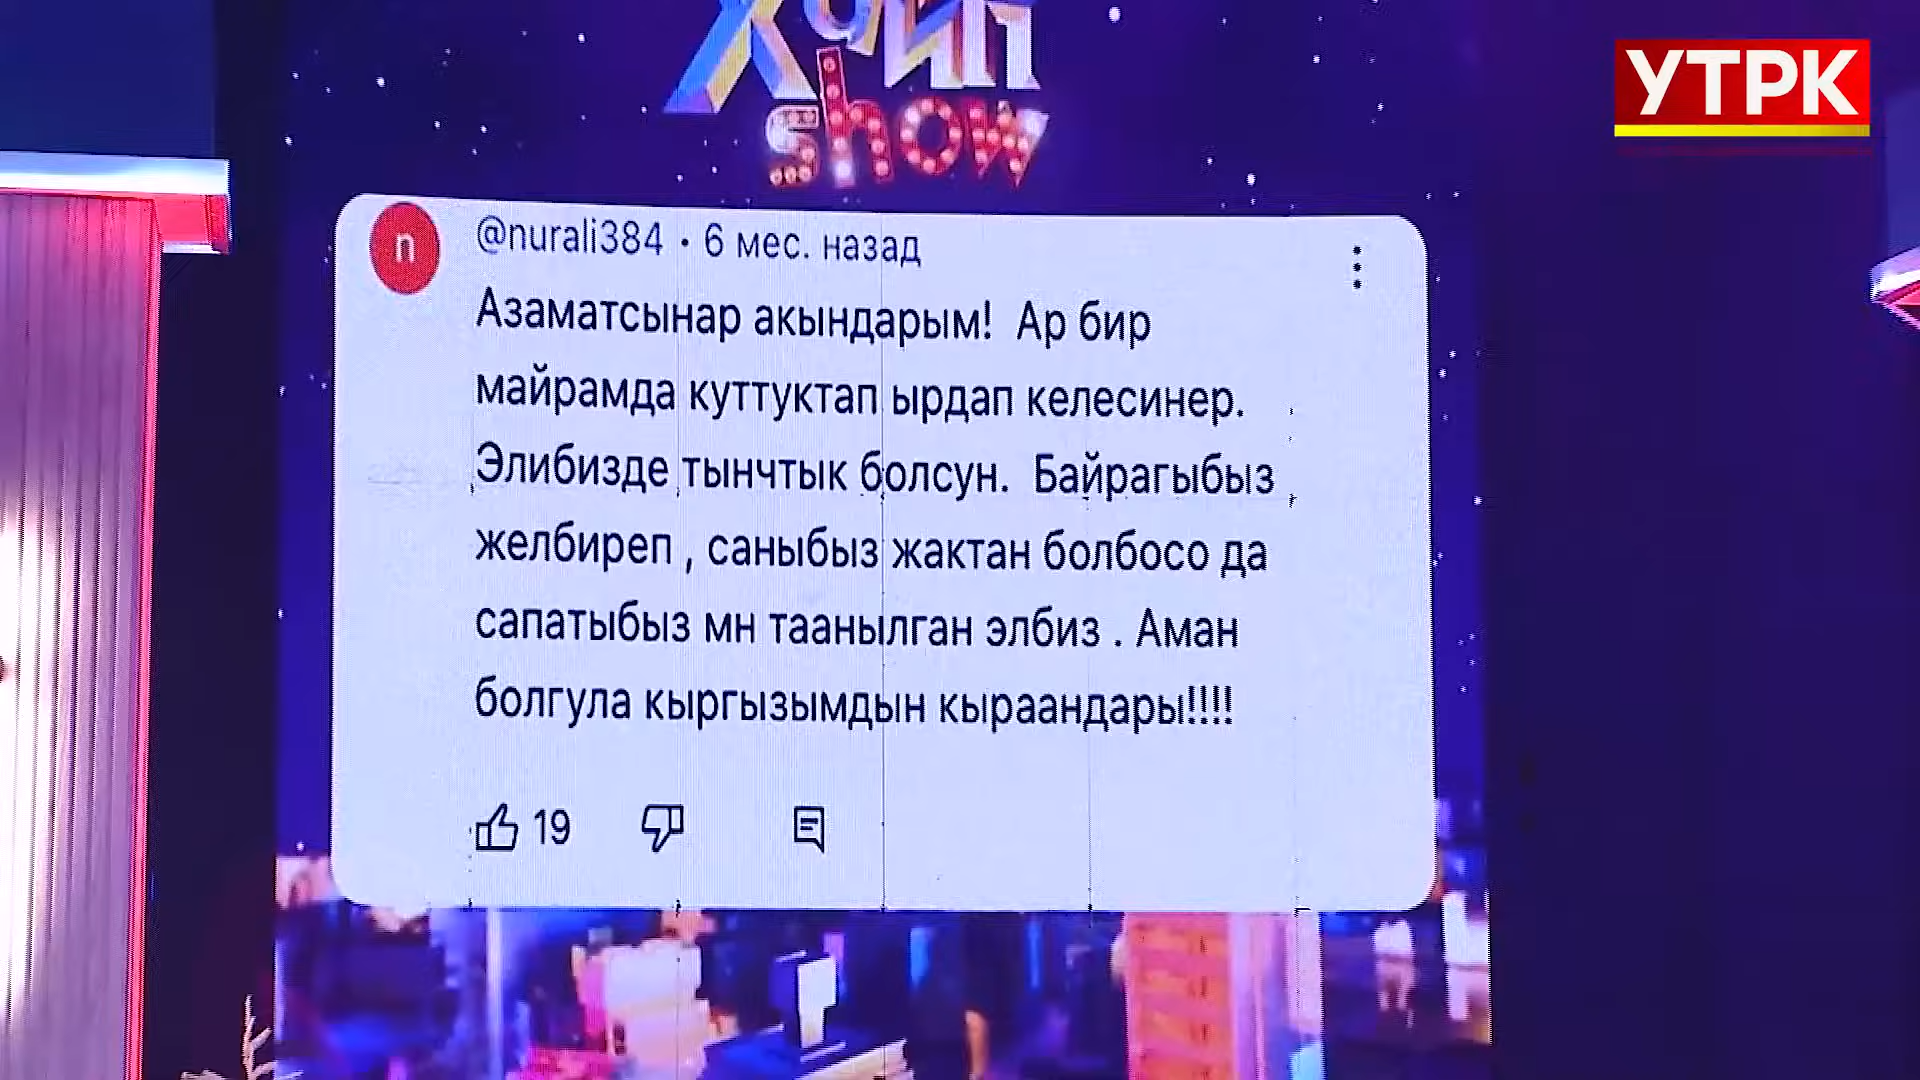 Хайп
show
УТРК
n
@nurali384 • 6 мес. назад
Азаматсынар акындарым! Ар бир
майрамда куттуктап ырдап келесинер.
Элибизде тынчтык болсун. Байрагыбыз
желбиреп , саныбыз жактан болбосо да
сапатыбыз мн таанылган элбиз . Аман
болгула кыргызымдын кыраандары!!!!
19